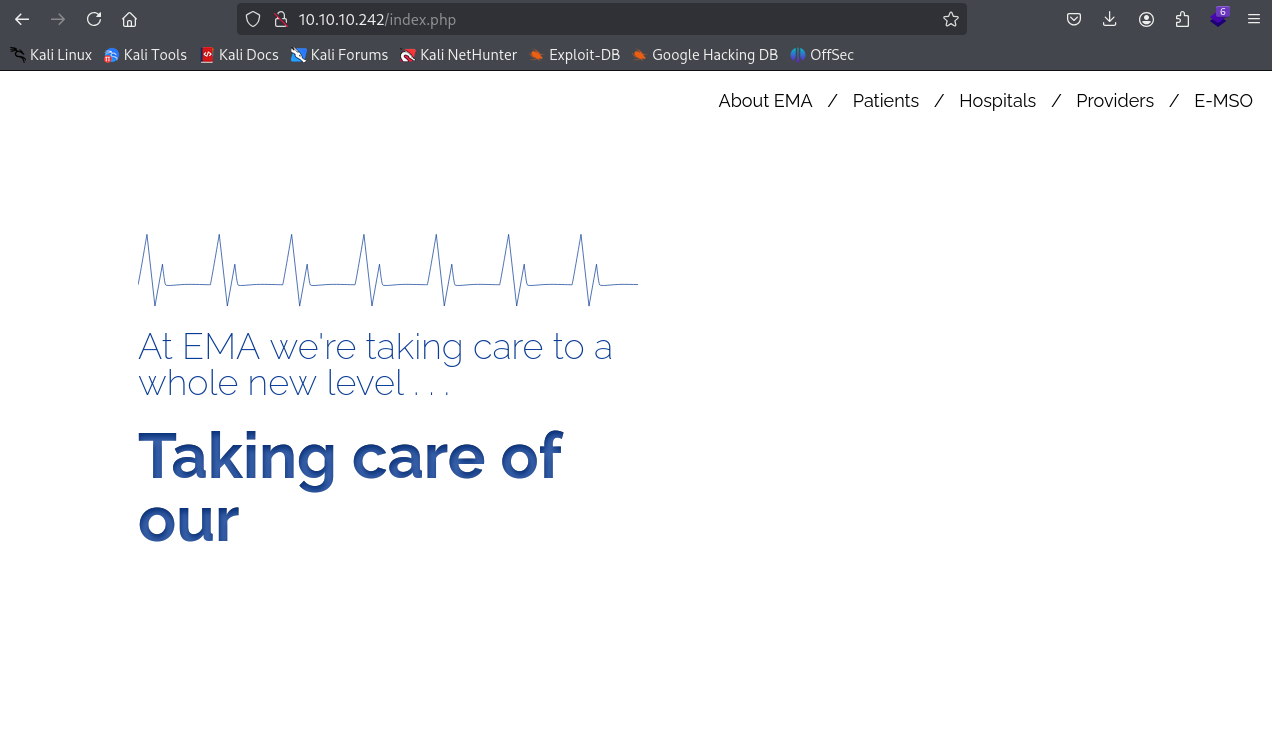 10.10.10.242/index.php
6
Kali Linux Kali Tools Kali Docs Kali Forums Kali NetHunter Exploit-DB Google Hacking DB OffSec
About EMA / Patients / Hospitals / Providers / E-MSO
At EMA we're taking care to a
whole new level . . .
Taking care of
our